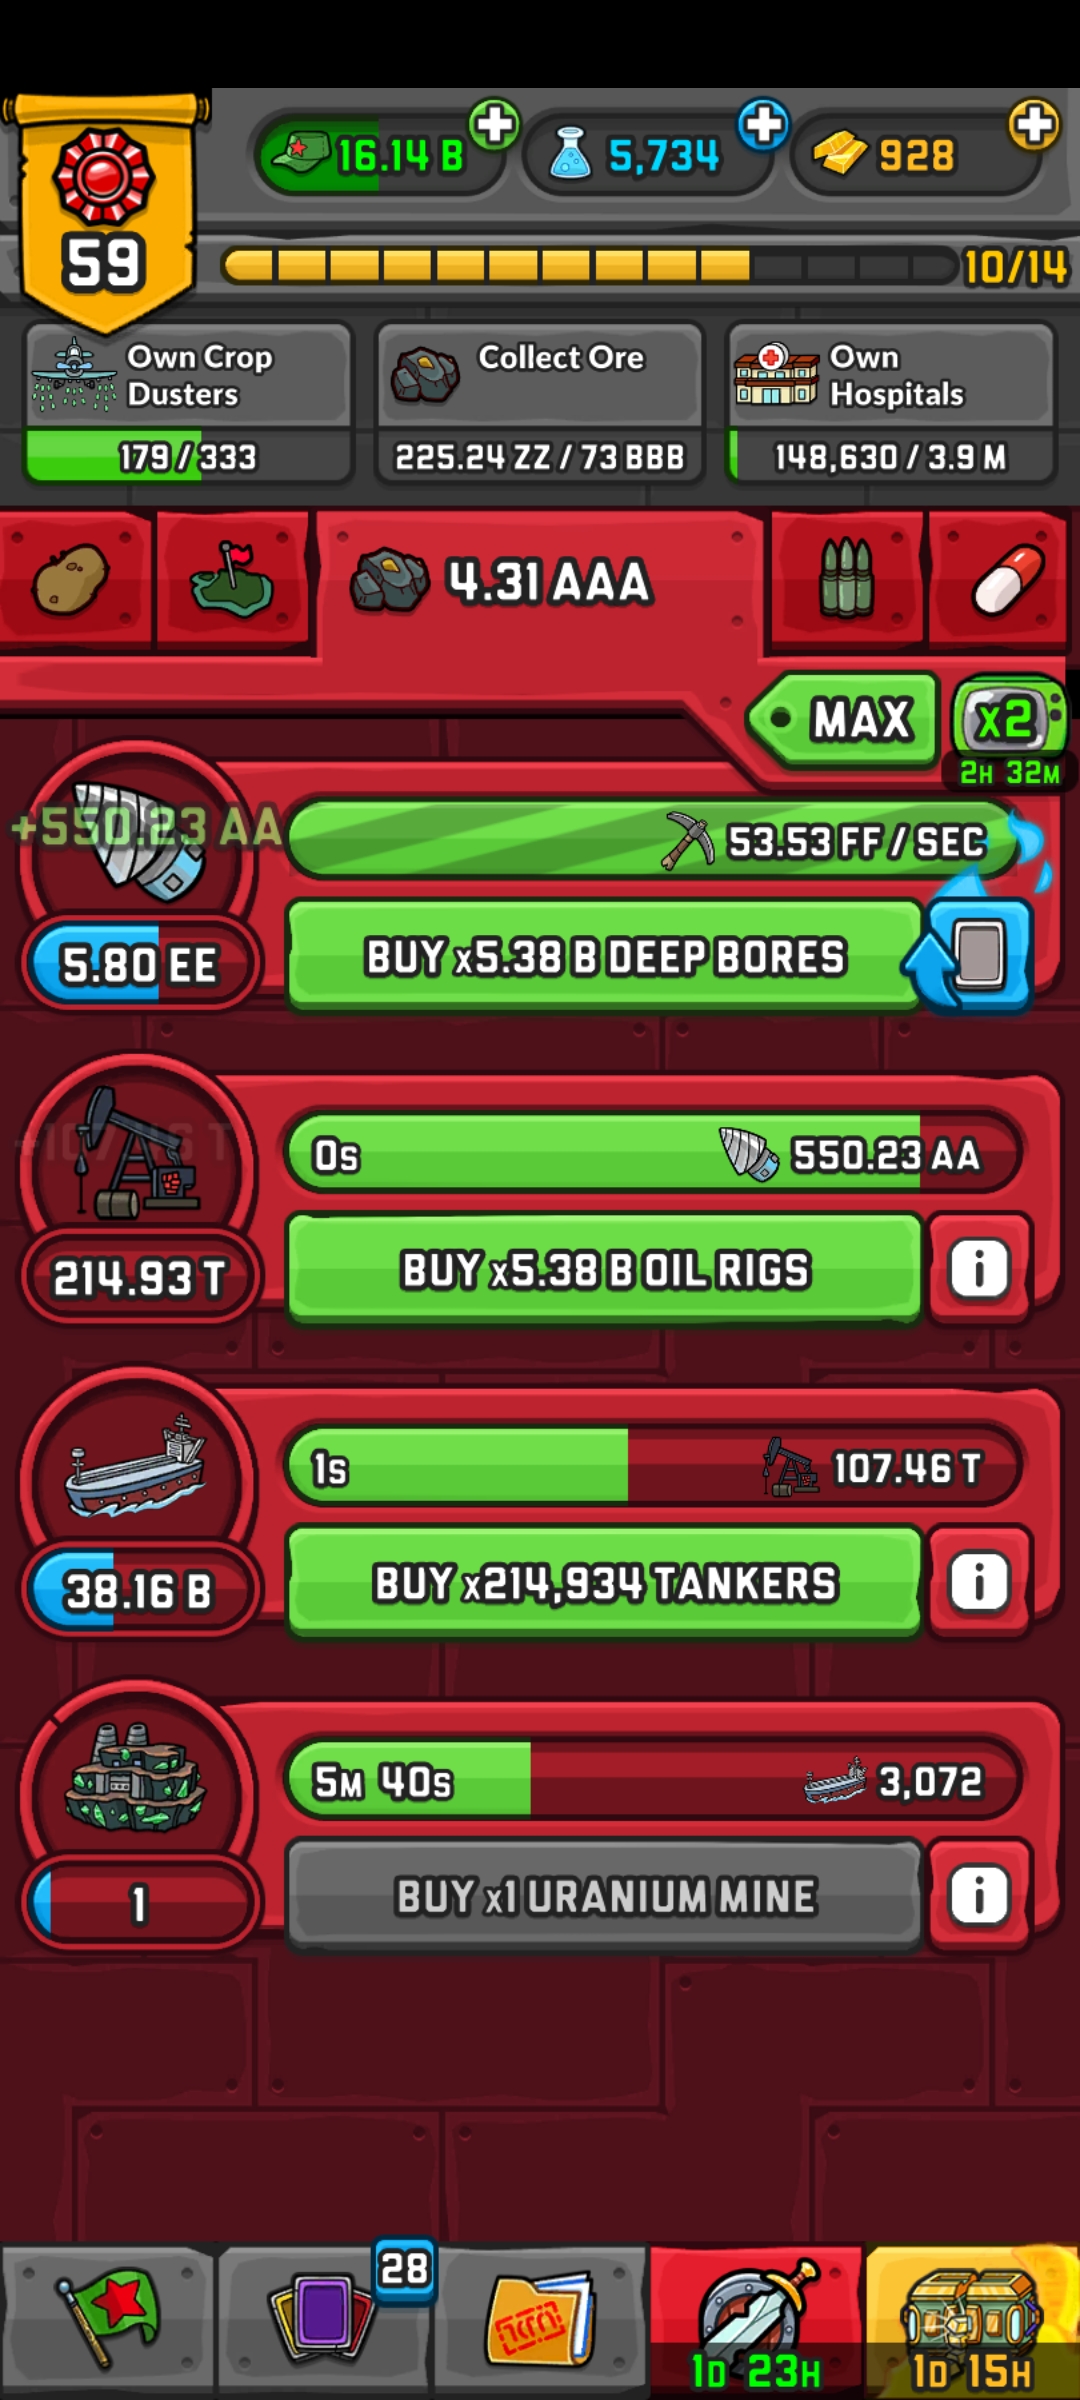 16.14 B
5,734
928
59
10/14
Own Crop
Dusters
179 / 333
Collect Ore
225.24 ZZ / 73 BBB
Own
Hospitals
148,630 / 3.9 M
4.31 AAA
MAX
x2
2H 32M
+550.23 AA
53.53 FF / SEC
5.80 EE
BUY x5.38 B DEEP BORES
+107.46 T
0s
550.23 AA
214.93 T
BUY x5.38 B OIL RIGS
i
1s
107.46 T
38.16 B
BUY x214,934 TANKERS
i
5M 40s
3,072
1
BUY x1 URANIUM MINE
i
28
1D 23H
1D 15H